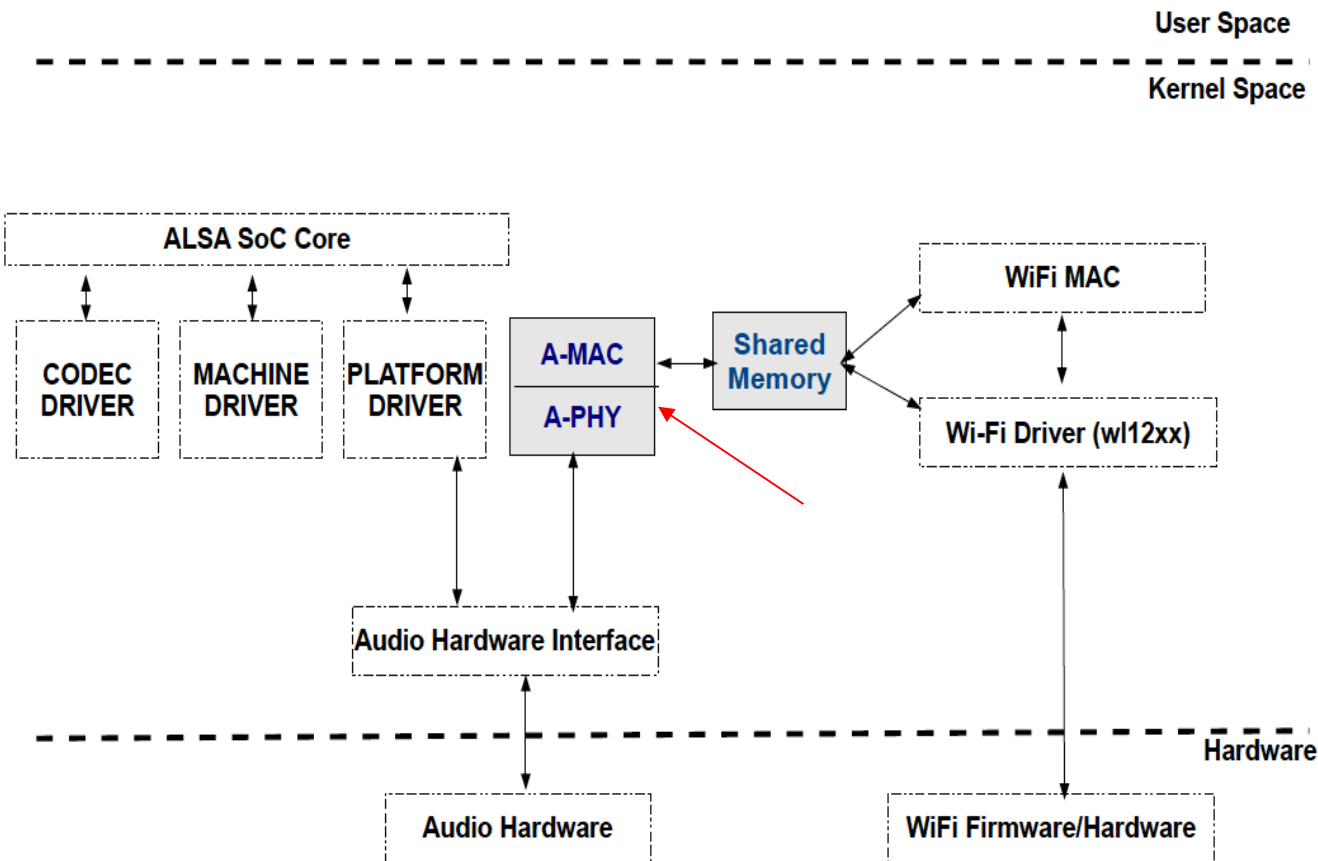 User Space
Kernel Space
ALSA SoC Core
CODEC
DRIVER
MACHINE
DRIVER
PLATFORM
DRIVER
A-MAC
A-PHY
Shared
Memory
WiFi MAC
Wi-Fi Driver (wl12xx)
Audio Hardware Interface
Hardware
Audio Hardware
WiFi Firmware/Hardware